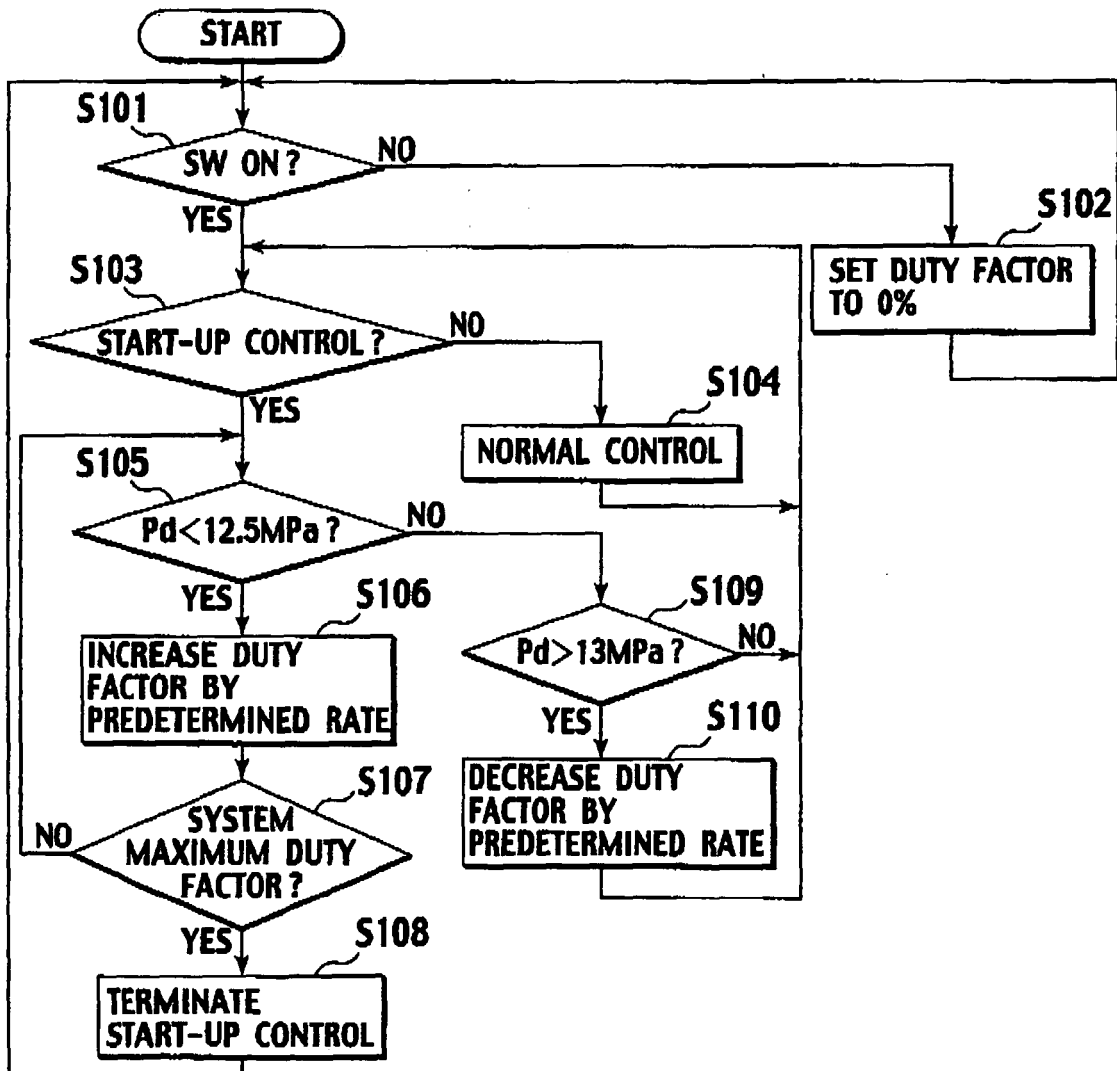 START
S101
SW ON?
NO
YES
S102
SET DUTY FACTOR
TO 0%
S103
START-UP CONTROL?
NO
YES
S104
NORMAL CONTROL
S105
Pd<12.5MPa?
NO
YES
S106
INCREASE DUTY
FACTOR BY
PREDETERMINED RATE
S109
Pd>13MPa?
NO
YES
S110
DECREASE DUTY
FACTOR BY
PREDETERMINED RATE
S107
SYSTEM
MAXIMUM DUTY
FACTOR?
NO
YES
S108
TERMINATE
START-UP CONTROL